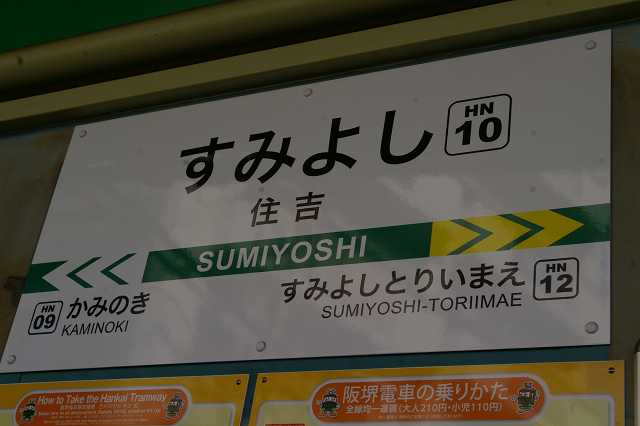 すみよし
HN
10
住吉
SUMIYOSHI
HN
09
かみのき
KAMINOKI
すみよしとりいまえ
SUMIYOSHI-TORIIMAE
HN
12
How to Take the Hankai Tramway
阪堺電車の乗りかた
全線均一運賃(大人210円・小児110円)